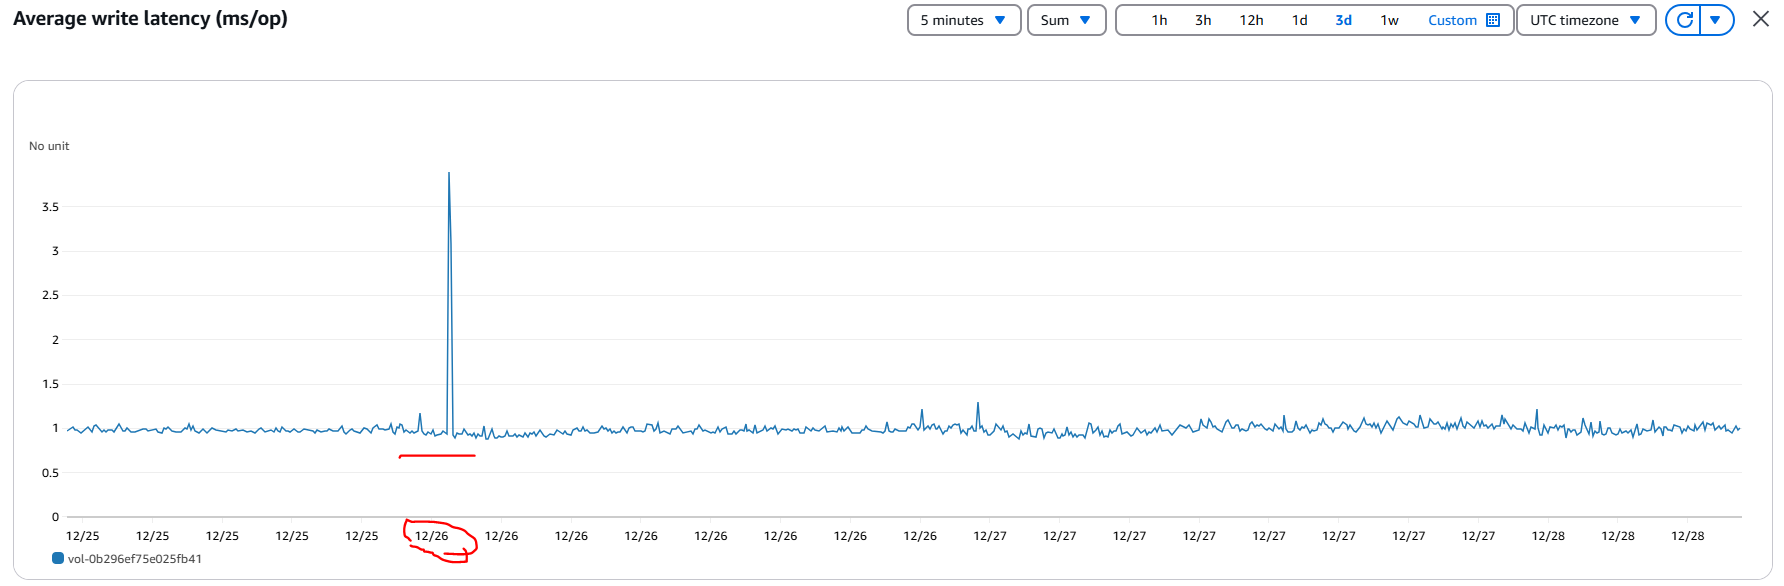 Average write latency (ms/op)
5 minutes Sum 1h 3h 12h 1d 3d 1w Custom UTC timezone
No unit
3.5
3
2.5
2
1.5
1
0.5
0
12/25 12/25 12/25 12/25 12/25 12/26 12/26 12/26 12/26 12/26 12/26 12/26 12/26 12/27 12/27 12/27 12/27 12/27 12/27 12/27 12/27 12/28 12/28 12/28
vol-0b296ef75e025fb41